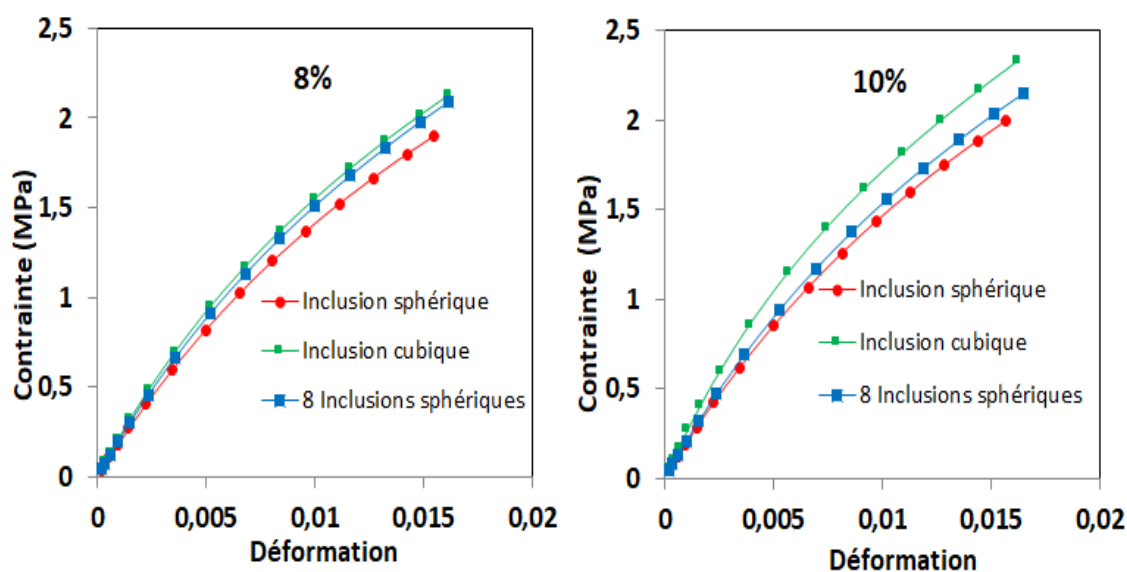 2,5
2
1,5
1
0,5
0
Contrainte (MPa)
8%
Inclusion sphérique
Inclusion cubique
8 Inclusions sphériques
0
0,005
0,01
0,015
0,02
Déformation
2,5
2
1,5
1
0,5
0
Contrainte (MPa)
10%
Inclusion sphérique
Inclusion cubique
8 Inclusions sphériques
0
0,005
0,01
0,015
0,02
Déformation